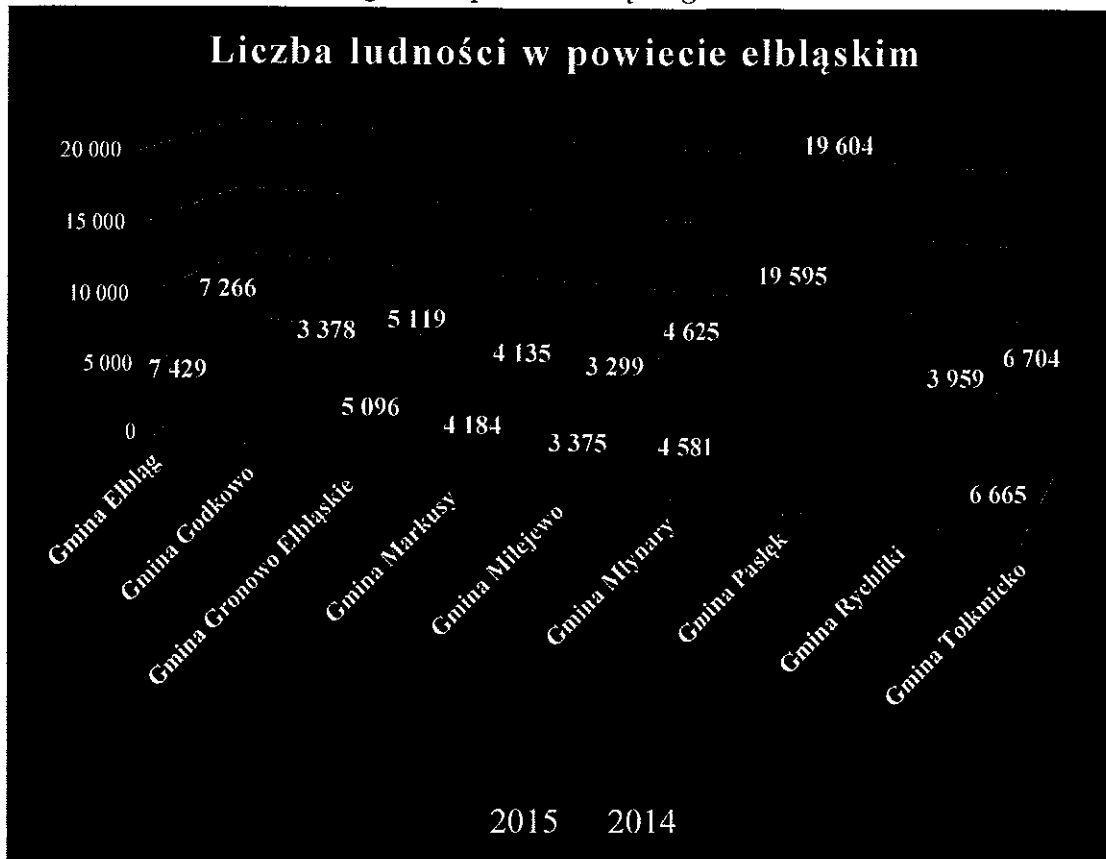 Liczba ludności w powiecie elbląskim
20 000
15 000
10 000
5 000
0
19 604
19 595
7 266
7 429
3 378
5 119
5 096
4 135
4 184
3 299
3 375
4 625
4 581
3 959
6 704
6 665
Gmina Elbląg
Gmina Godkowo
Gmina Gronowo Elbląskie
Gmina Markusy
Gmina Milejewo
Gmina Młynary
Gmina Pasłęk
Gmina Rychliki
Gmina Tolkmicko
2015 2014